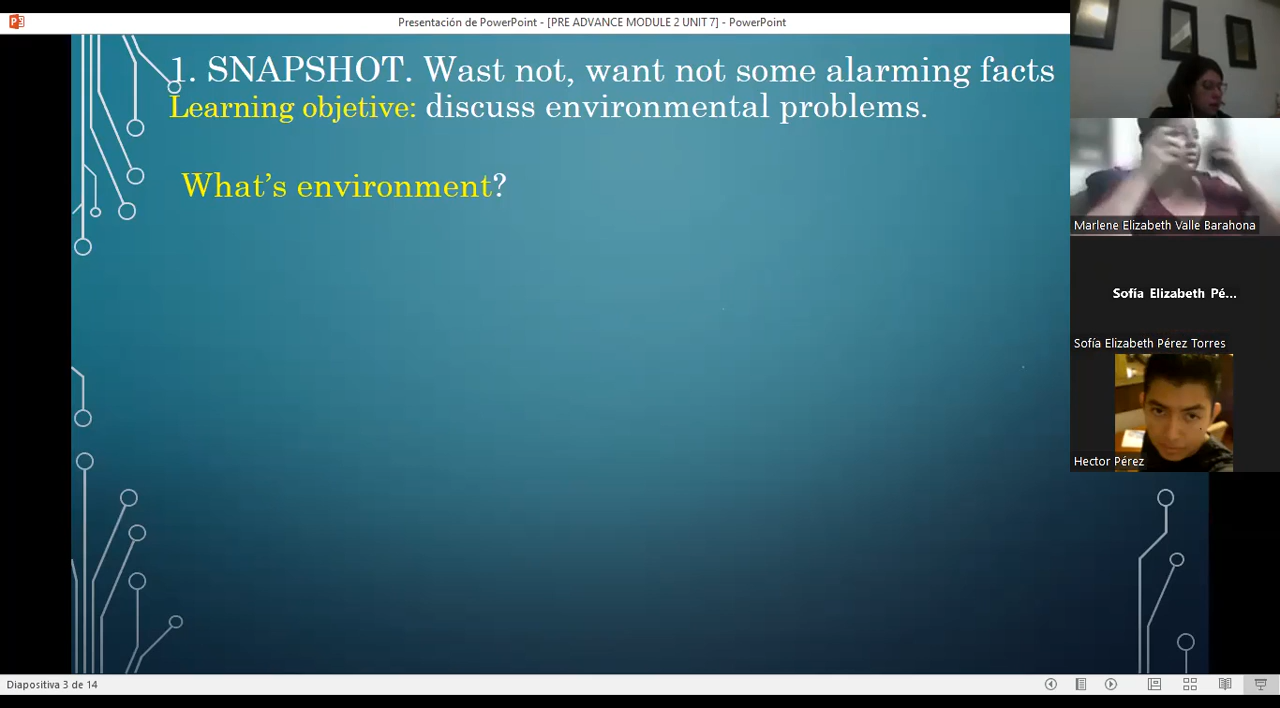 Presentación de PowerPoint - [PRE ADVANCE MODULE 2 UNIT 7] - PowerPoint
1. SNAPSHOT. Wast not, want not some alarming facts
Learning objetive: discuss environmental problems.
What's environment?
Marlene Elizabeth Valle Barahona
Sofía Elizabeth Pé...
Sofía Elizabeth Pérez Torres
Hector Pérez
Diapositiva 3 de 14